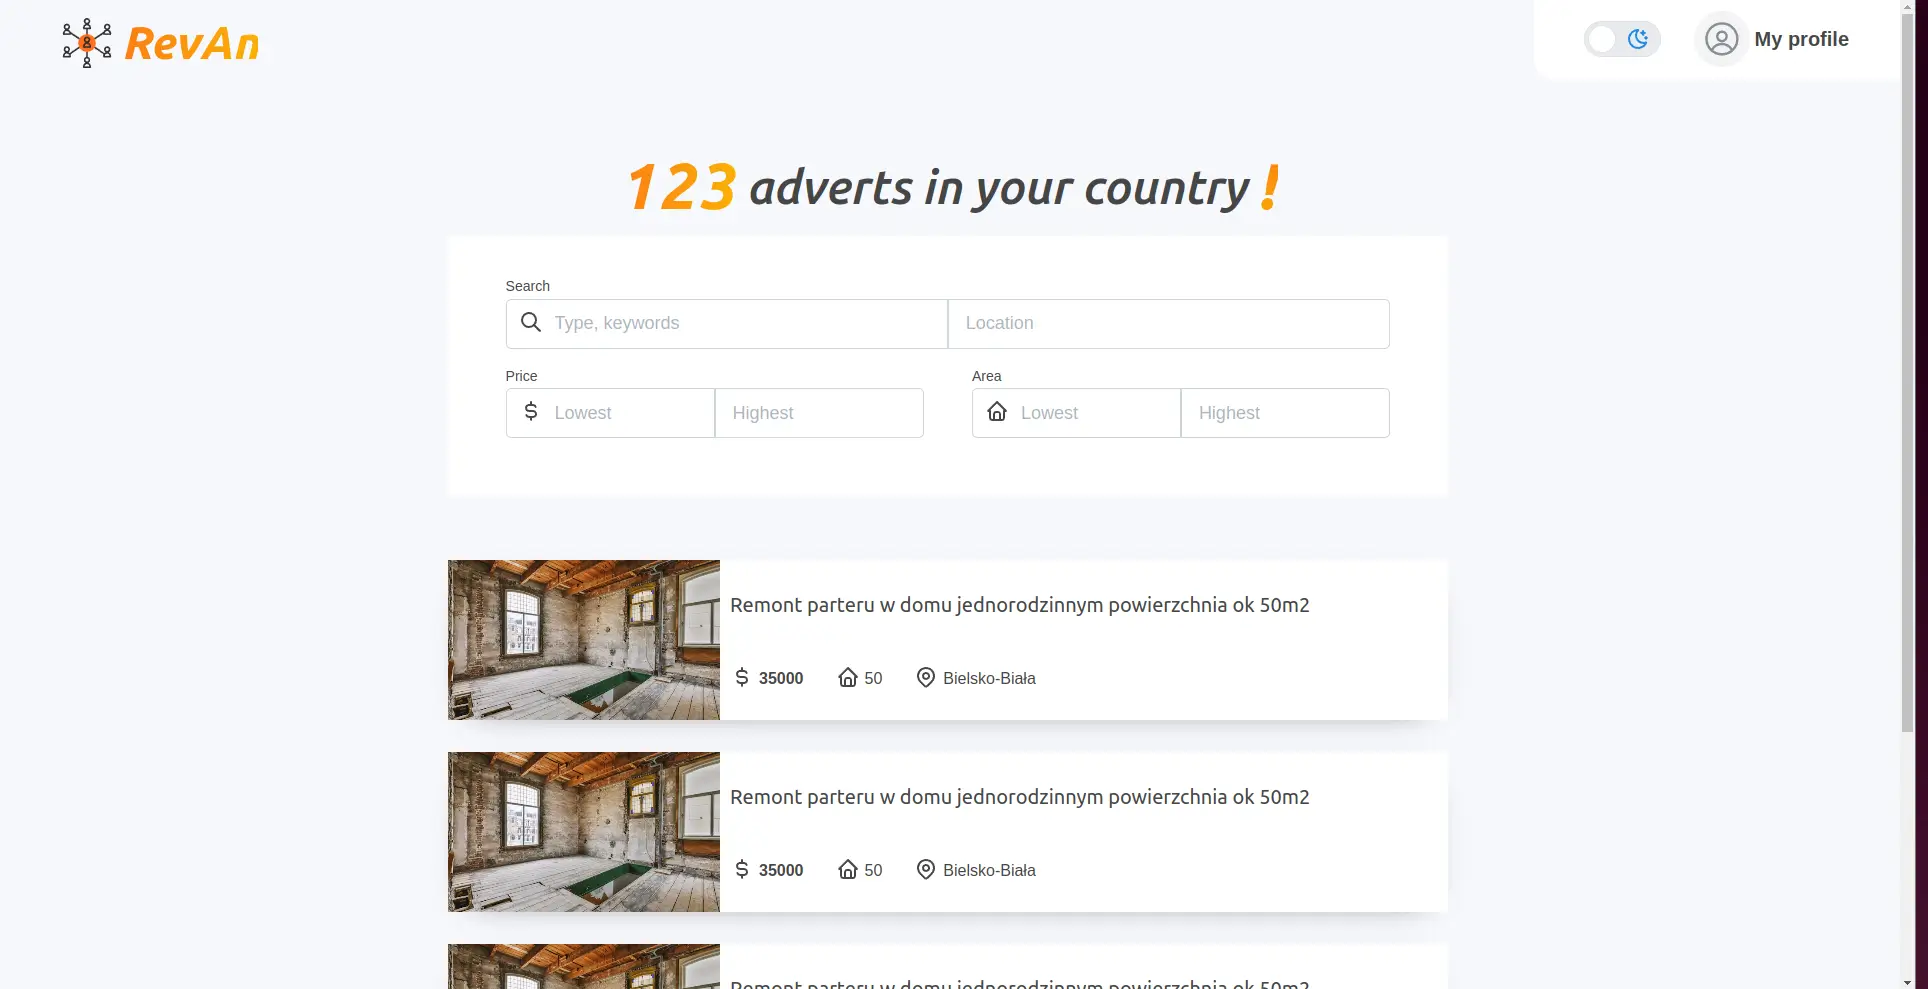 RevAn
My profile
123 adverts in your country !
Search
Type, keywords
Location
Price
Area
Lowest
Highest
Lowest
Highest
Remont parteru w domu jednorodzinnym powierzchnia ok 50m2
$ 35000 50 Bielsko-Biała
Remont parteru w domu jednorodzinnym powierzchnia ok 50m2
$ 35000 50 Bielsko-Biała
Remont parteru w domu jednorodzinnym powierzchnia ok 50m2